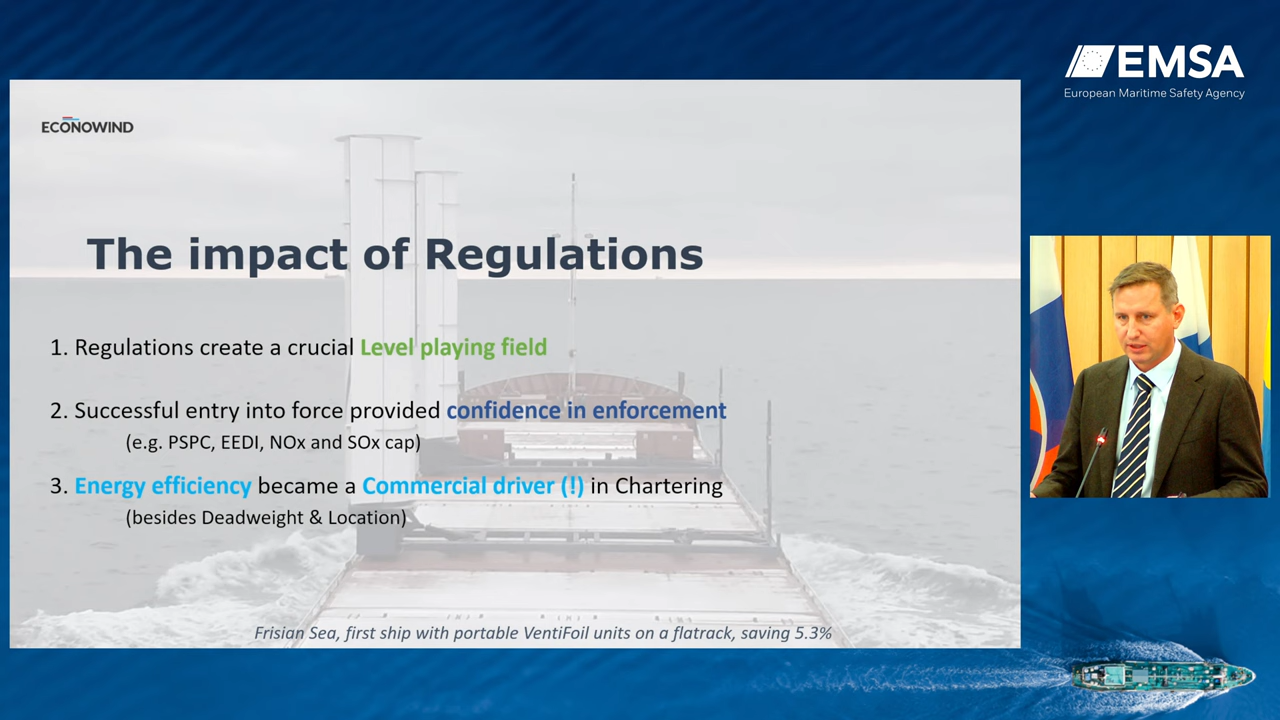 EMSA
European Maritime Safety Agency
ECONOWIND
The impact of Regulations
1. Regulations create a crucial Level playing field
2. Successful entry into force provided confidence in enforcement
(e.g. PSPC, EEDI, NOx and SOx cap)
3. Energy efficiency became a Commercial driver (!) in Chartering
(besides Deadweight & Location)
Frisian Sea, first ship with portable VentiFoil units on a flatrack, saving 5.3%